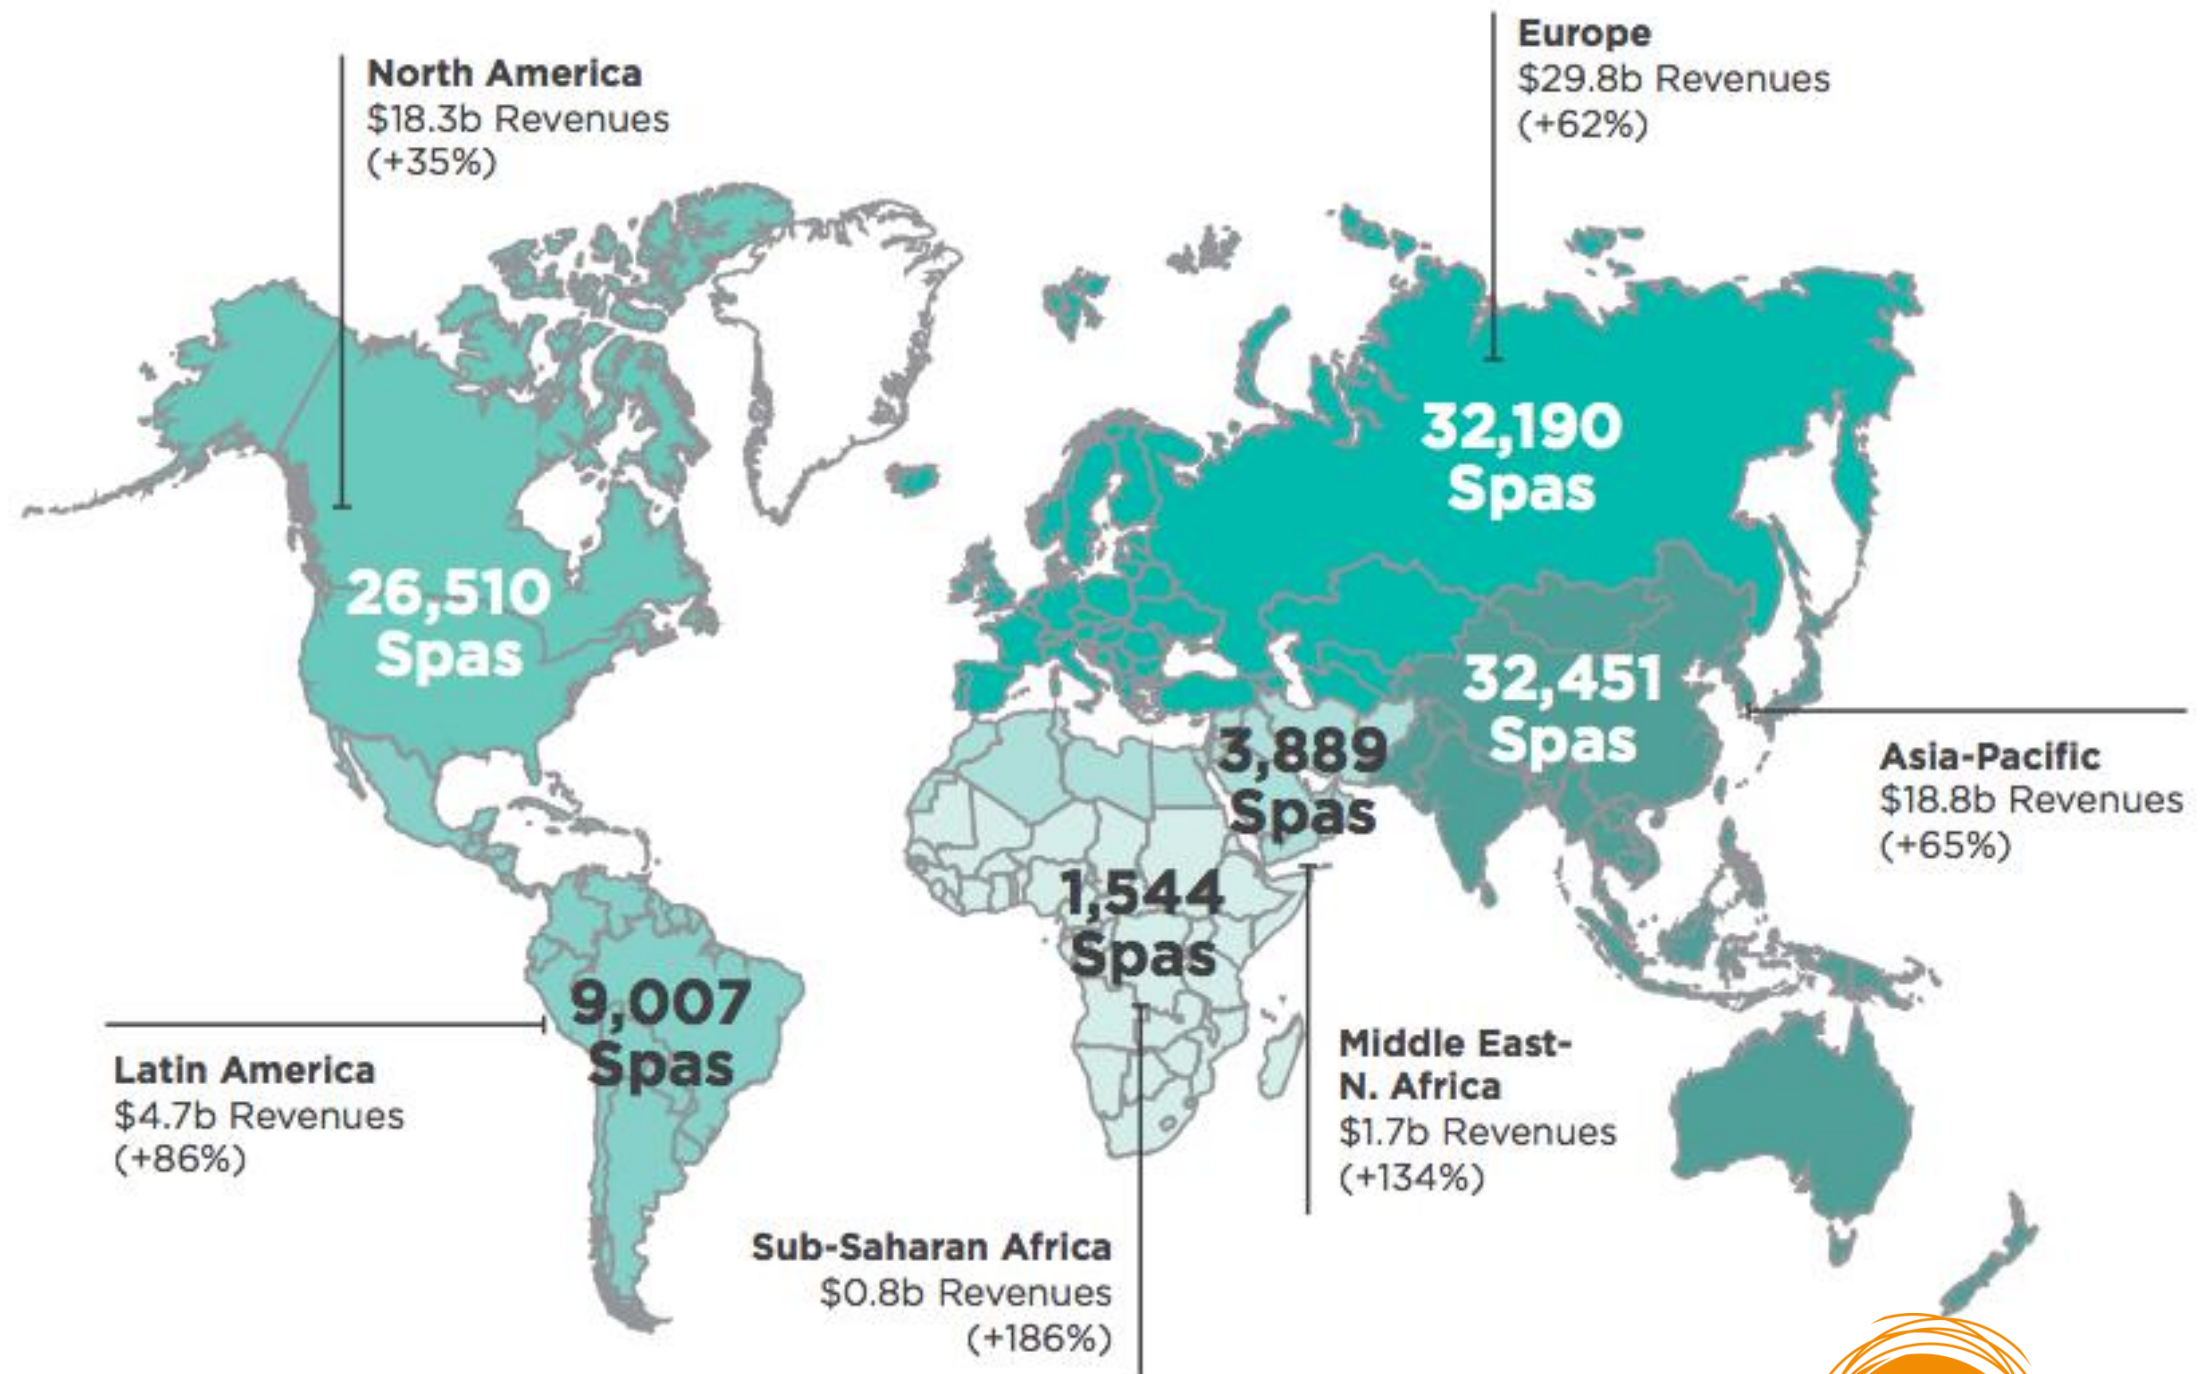 North America
$18.3b Revenues
(+35%)
Europe
$29.8b Revenues
(+62%)
32,190
Spas
26,510
Spas
32,451
Spas
3,889
Spas
Asia-Pacific
$18.8b Revenues
(+65%)
1,544
Spas
9,007
Spas
Latin America
$4.7b Revenues
(+86%)
Middle East-
N. Africa
$1.7b Revenues
(+134%)
Sub-Saharan Africa
$0.8b Revenues
(+186%)